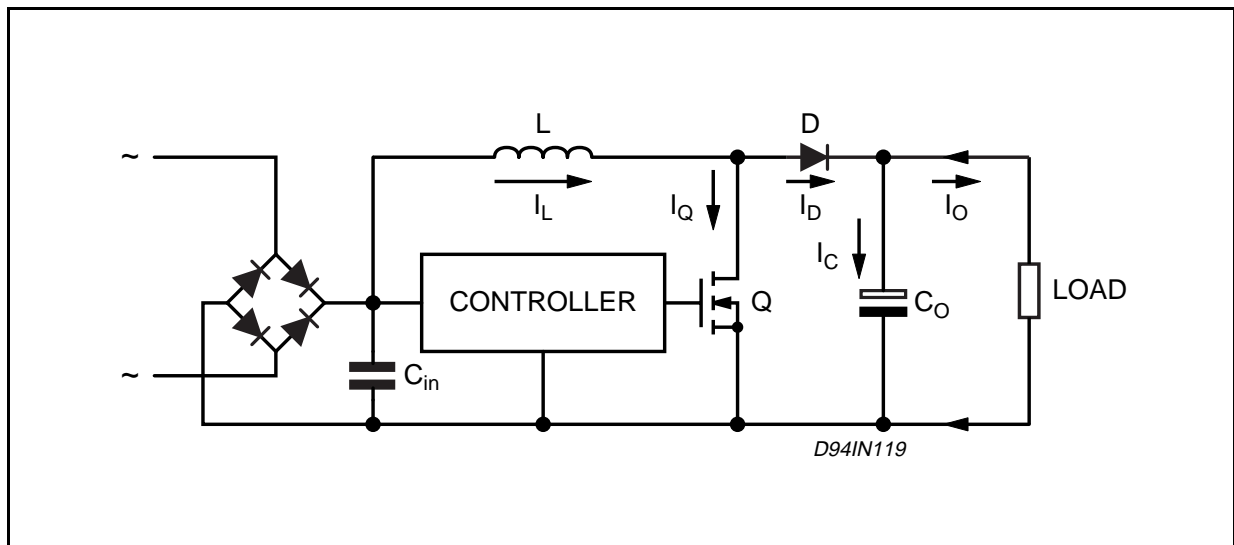 ~
L
D
I_L
I_Q
I_D
I_O
I_C
CONTROLLER
Q
C_O
LOAD
~
C_in
D94IN119